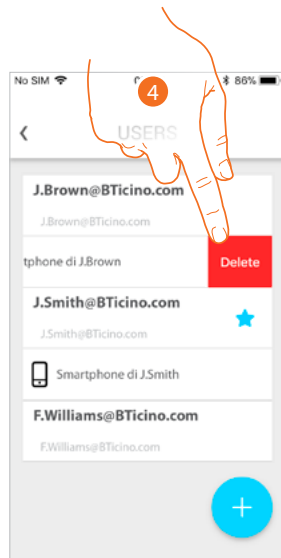 4
No SIM 86%
USERS
J.Brown@BTicino.com
J.Brown@BTicino.com
tphone di J.Brown Delete
J.Smith@BTicino.com
J.Smith@BTicino.com
Smartphone di J.Smith
F.Williams@BTicino.com
F.Williams@BTicino.com